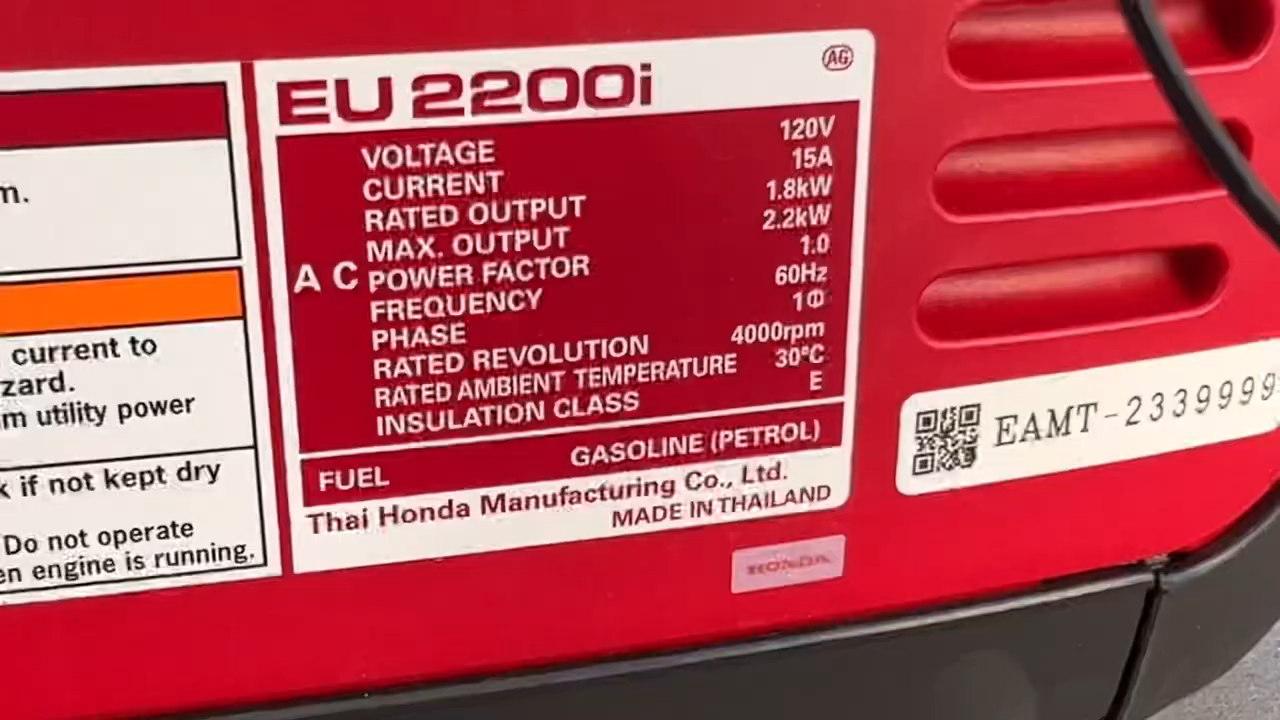 m.
current to
zard.
m utility power
k if not kept dry
Do not operate
en engine is running.
EU2200i
AG
AC
VOLTAGE 120V
CURRENT 15A
RATED OUTPUT 1.8kW
MAX. OUTPUT 2.2kW
POWER FACTOR 1.0
FREQUENCY 60Hz
PHASE 1Φ
RATED REVOLUTION 4000rpm
RATED AMBIENT TEMPERATURE 30°C
INSULATION CLASS E
FUEL GASOLINE (PETROL)
Thai Honda Manufacturing Co., Ltd.
MADE IN THAILAND
HONDA
EAMT-2339999